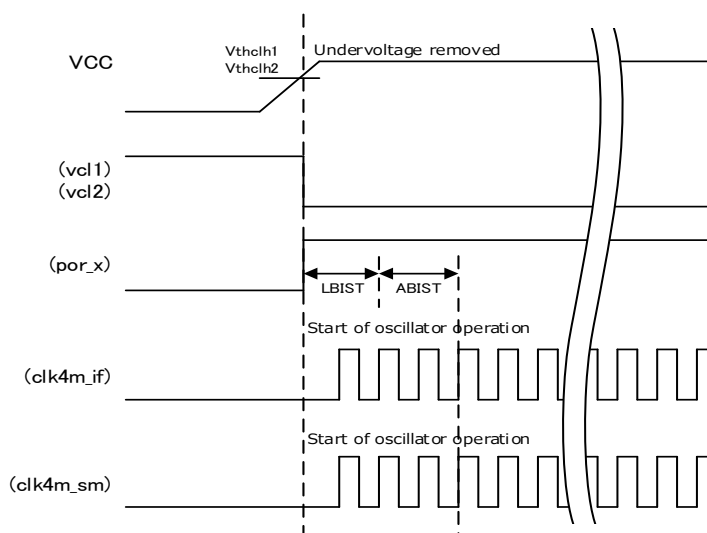 Vthclh1
Undervoltage removed
VCC
Vthclh2
(vcl1)
(vcl2)
(por_x)
LBIST
ABIST
Start of oscillator operation
(clk4m_if)
Start of oscillator operation
(clk4m_sm)